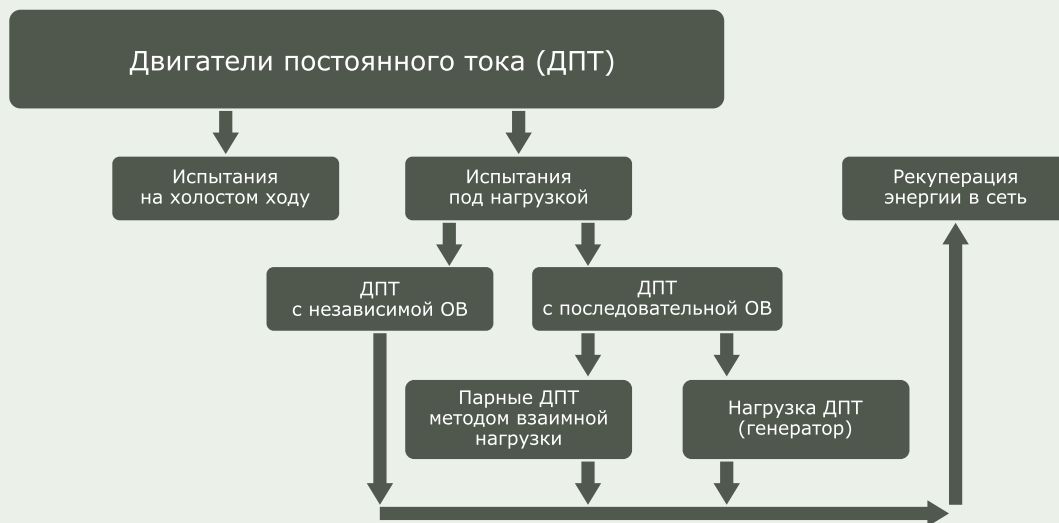 Двигатели постоянного тока (ДПТ)
Испытания
на холостом ходу
Испытания
под нагрузкой
Рекуперация
энергии в сеть
ДПТ
с независимой ОВ
ДПТ
с последовательной ОВ
Парные ДПТ
методом взаимной
нагрузки
Нагрузка ДПТ
(генератор)